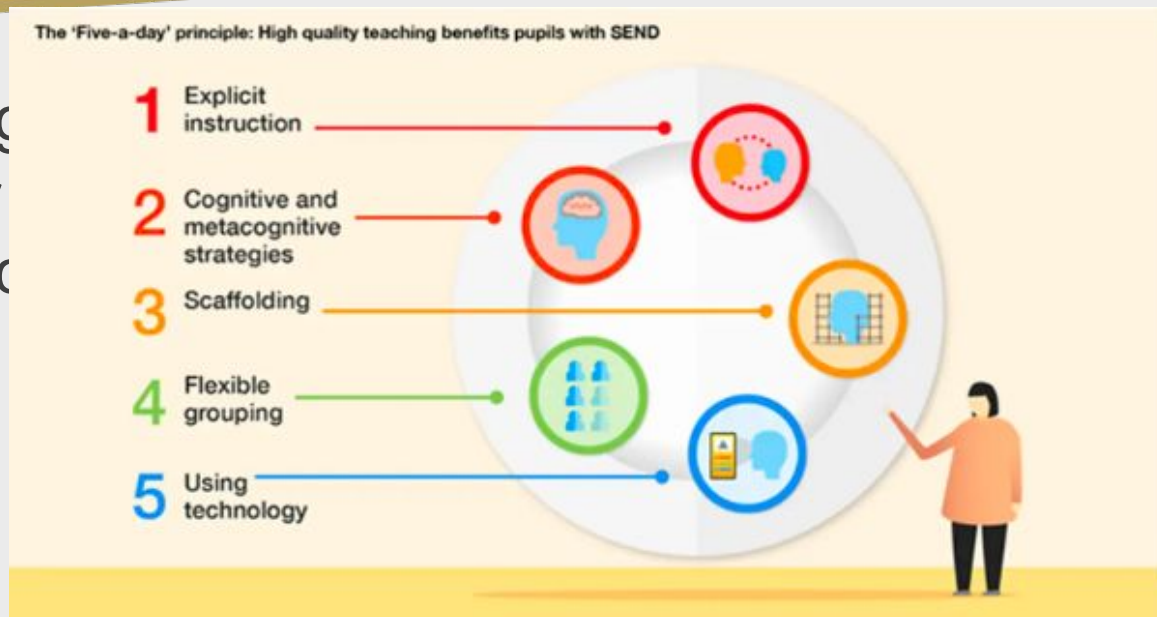 The 'Five-a-day' principle: High quality teaching benefits pupils with SEND
1 Explicit
instruction
2 Cognitive and
metacognitive
strategies
3 Scaffolding
4 Flexible
grouping
5 Using
technology